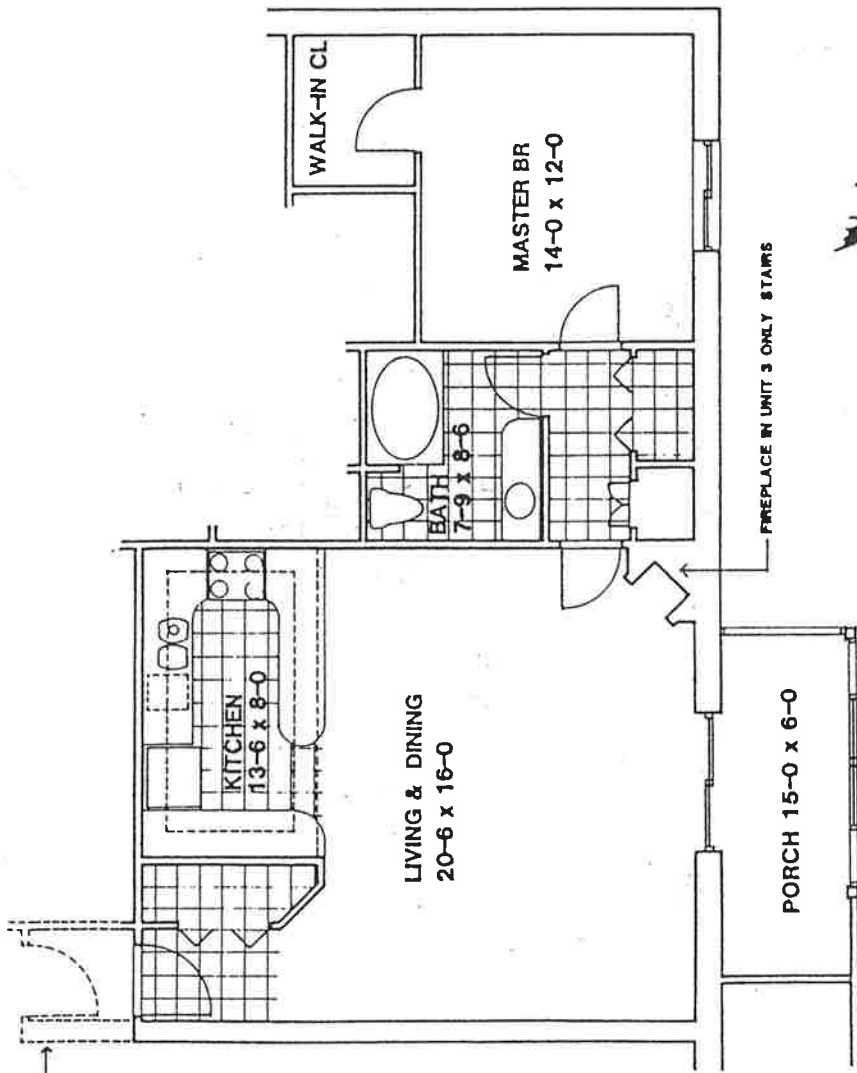 WALK-IN CL
MASTER BR
14-0 x 12-0
BATH
7-9 x 8-6
KITCHEN
13-6 x 8-0
LIVING & DINING
20-6 x 16-0
PORCH 15-0 x 6-0
FIREPLACE IN UNIT 3 ONLY STAIRS